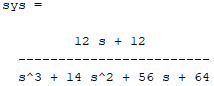 sys =
12 s + 12
------------------------
s^3 + 14 s^2 + 56 s + 64